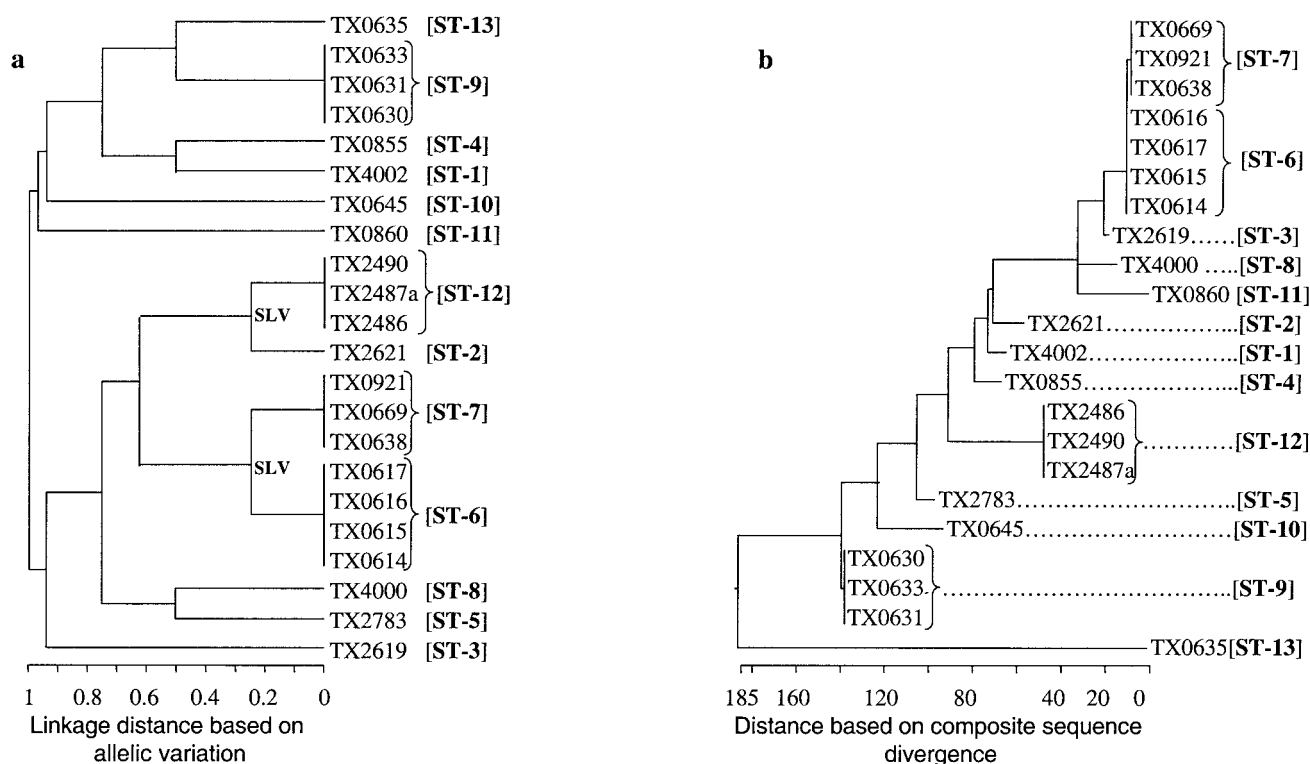 a
TX0635 [ST-13]
TX0633
TX0631 [ST-9]
TX0630
TX0855 [ST-4]
TX4002 [ST-1]
TX0645 [ST-10]
TX0860 [ST-11]
TX2490
TX2487a [ST-12]
SLV
TX2486
TX2621 [ST-2]
TX0921
TX0669 [ST-7]
TX0638
SLV
TX0617
TX0616
[ST-6]
TX0615
TX0614
TX4000 [ST-8]
TX2783 [ST-5]
TX2619 [ST-3]
1 0.8 0.6 0.4 0.2 0
Linkage distance based on
allelic variation
b
TX0669
TX0921 [ST-7]
TX0638
TX0616
TX0617
[ST-6]
TX0615
TX0614
TX2619......[ST-3]
TX4000 .....[ST-8]
TX0860 [ST-11]
TX2621..................[ST-2]
TX4002.....................[ST-1]
TX0855.....................[ST-4]
TX2486
TX2490 ............[ST-12]
TX2487a
TX2783..........................[ST-5]
TX0645..........................[ST-10]
TX0630
TX0633 .....................................[ST-9]
TX0631
TX0635[ST-13]
185 160 120 80 40 20 0
Distance based on composite sequence
divergence